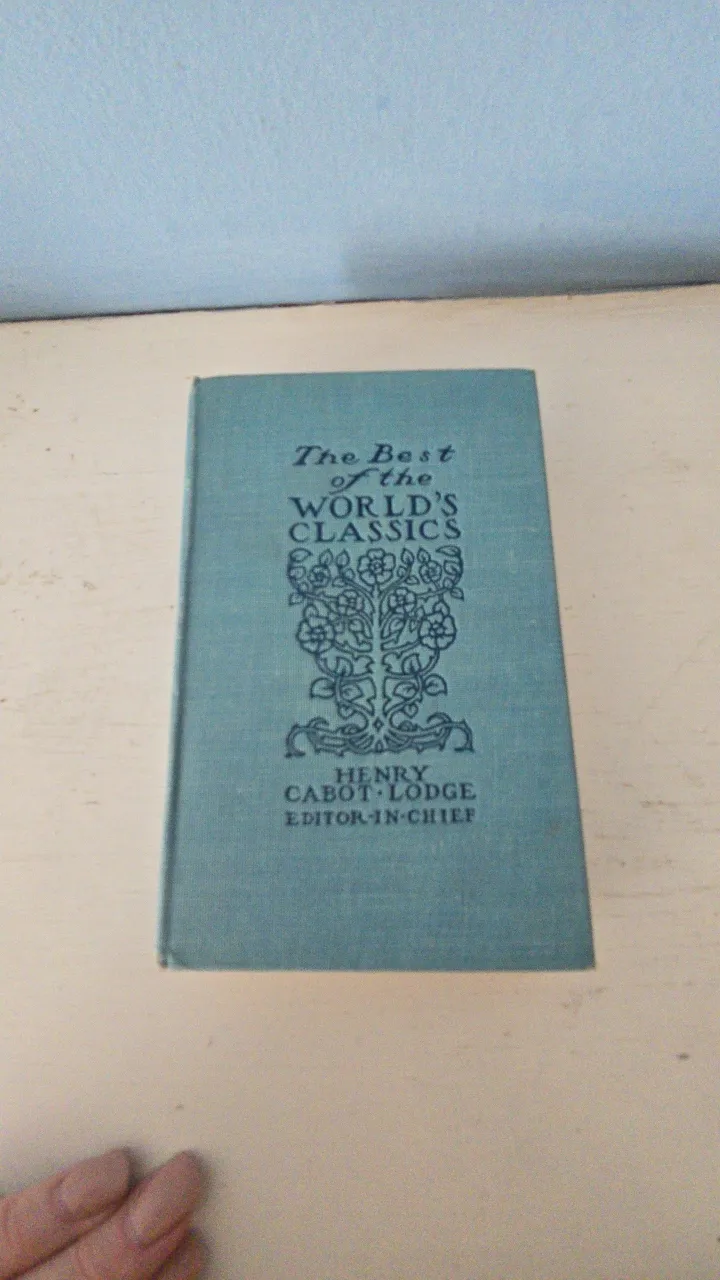 The Best
of the
WORLD'S
CLASSICS
HENRY
CABOT·LODGE
EDITOR·IN·CHIEF